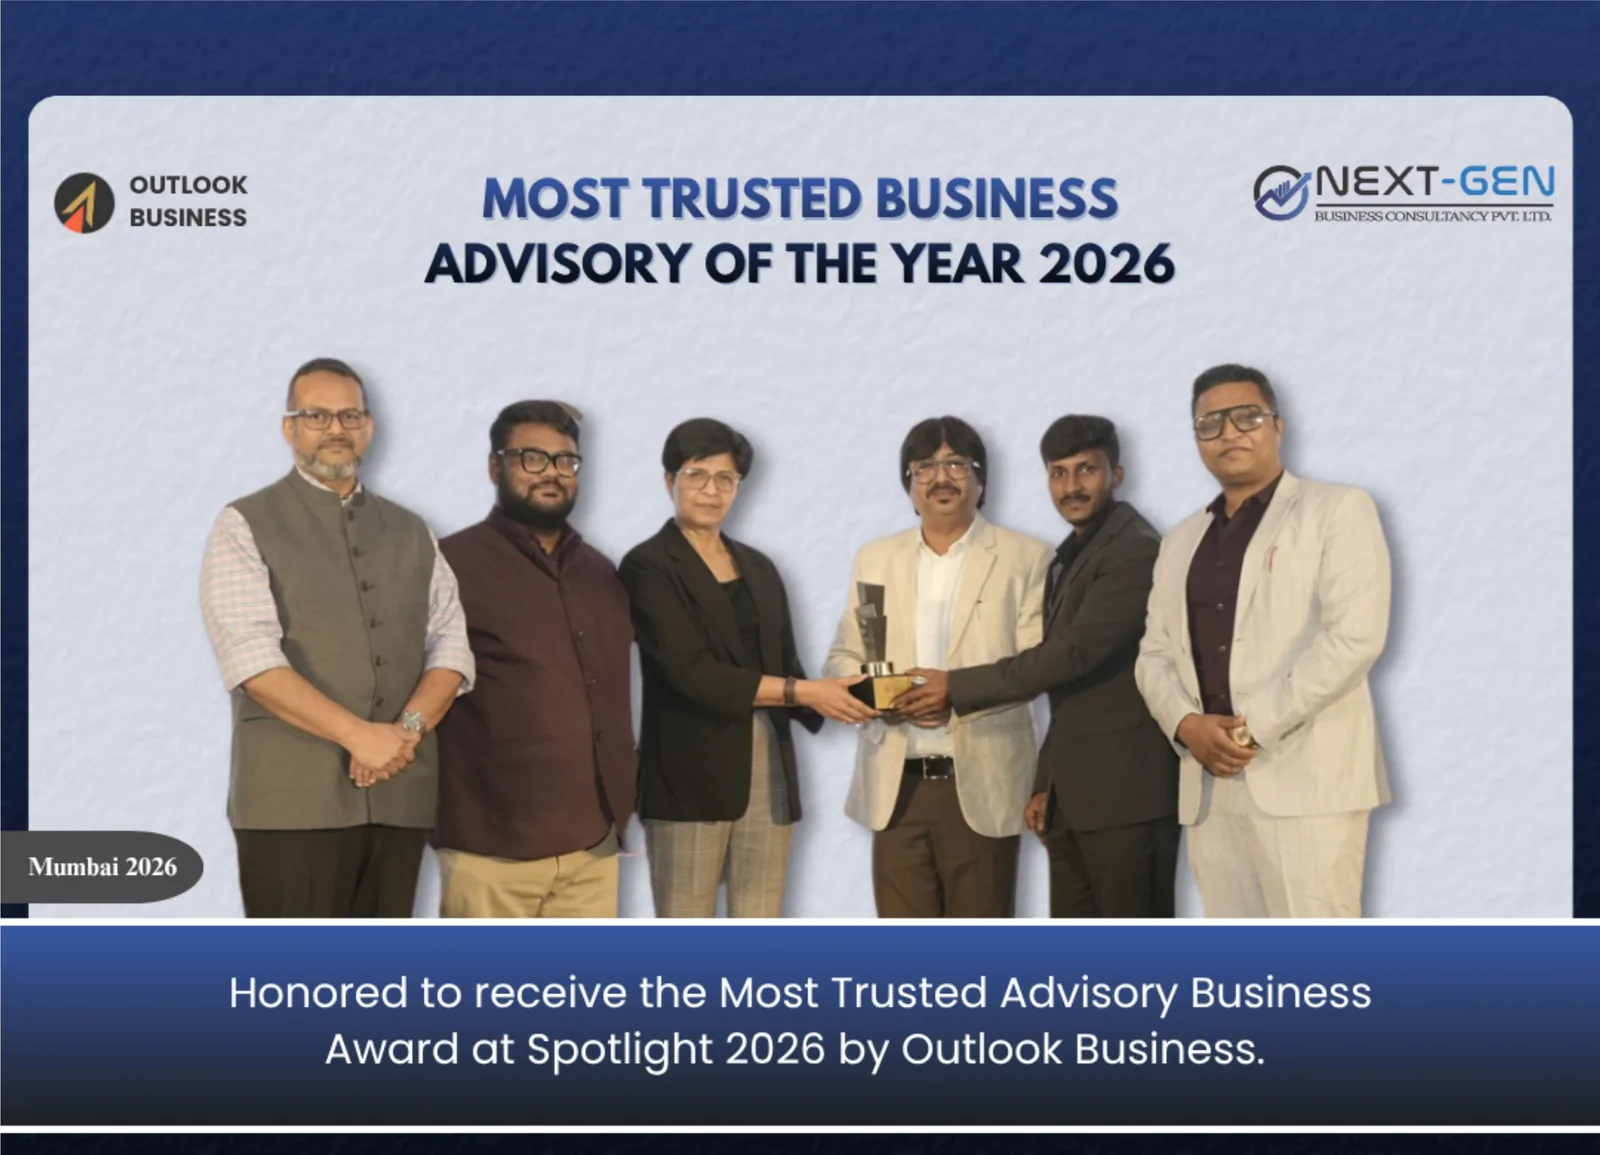 OUTLOOK
BUSINESS
MOST TRUSTED BUSINESS
ADVISORY OF THE YEAR 2026
NEXT-GEN
BUSINESS CONSULTANCY PVT. LTD.
Mumbai 2026
Honored to receive the Most Trusted Advisory Business
Award at Spotlight 2026 by Outlook Business.